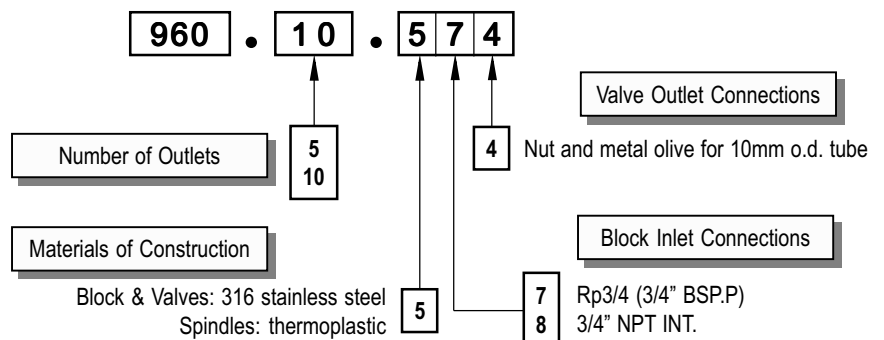 960 . 10 . 5 7 4
Valve Outlet Connections
Number of Outlets
5
10
4 Nut and metal olive for 10mm o.d. tube
Materials of Construction
Block Inlet Connections
Block & Valves: 316 stainless steel
Spindles: thermoplastic
5
7 Rp3/4 (3/4” BSP.P)
8 3/4” NPT INT.